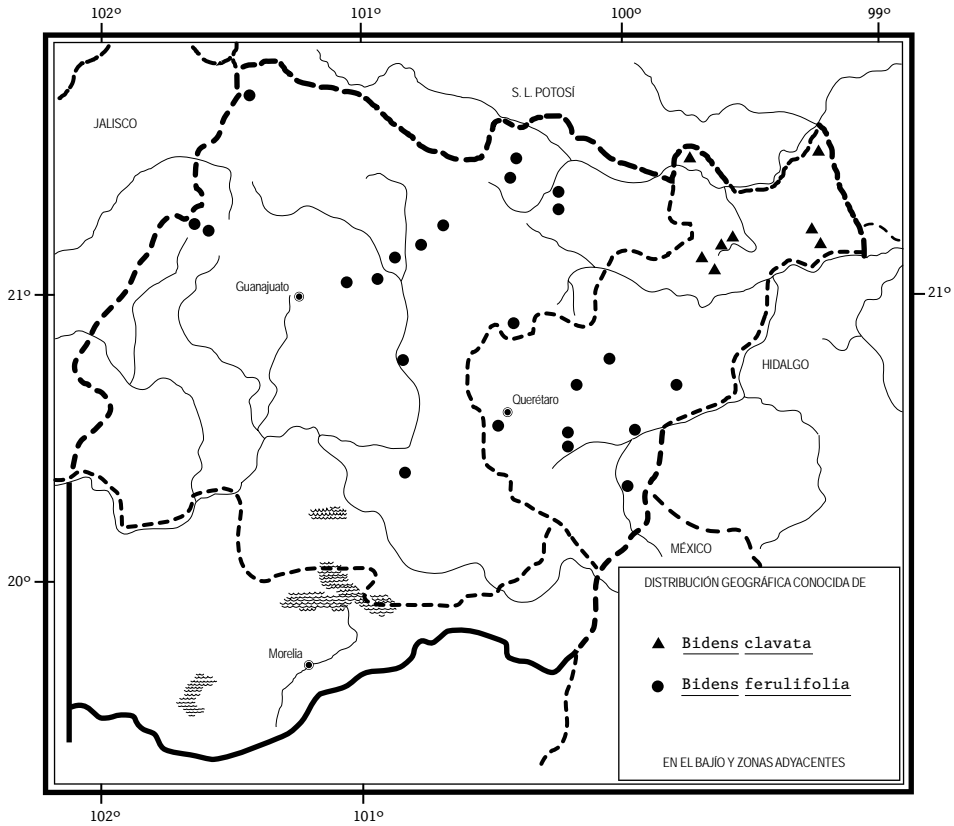 102º 101º 100º 99º
S. L. POTOSÍ
JALISCO
Guanajuato
21º 21º
HIDALGO
Querétaro
MÉXICO
20º
DISTRIBUCIÓN GEOGRÁFICA CONOCIDA DE
Bidens clavata
Morelia
Bidens ferulifolia
EN EL BAJÍO Y ZONAS ADYACENTES
102º 101º